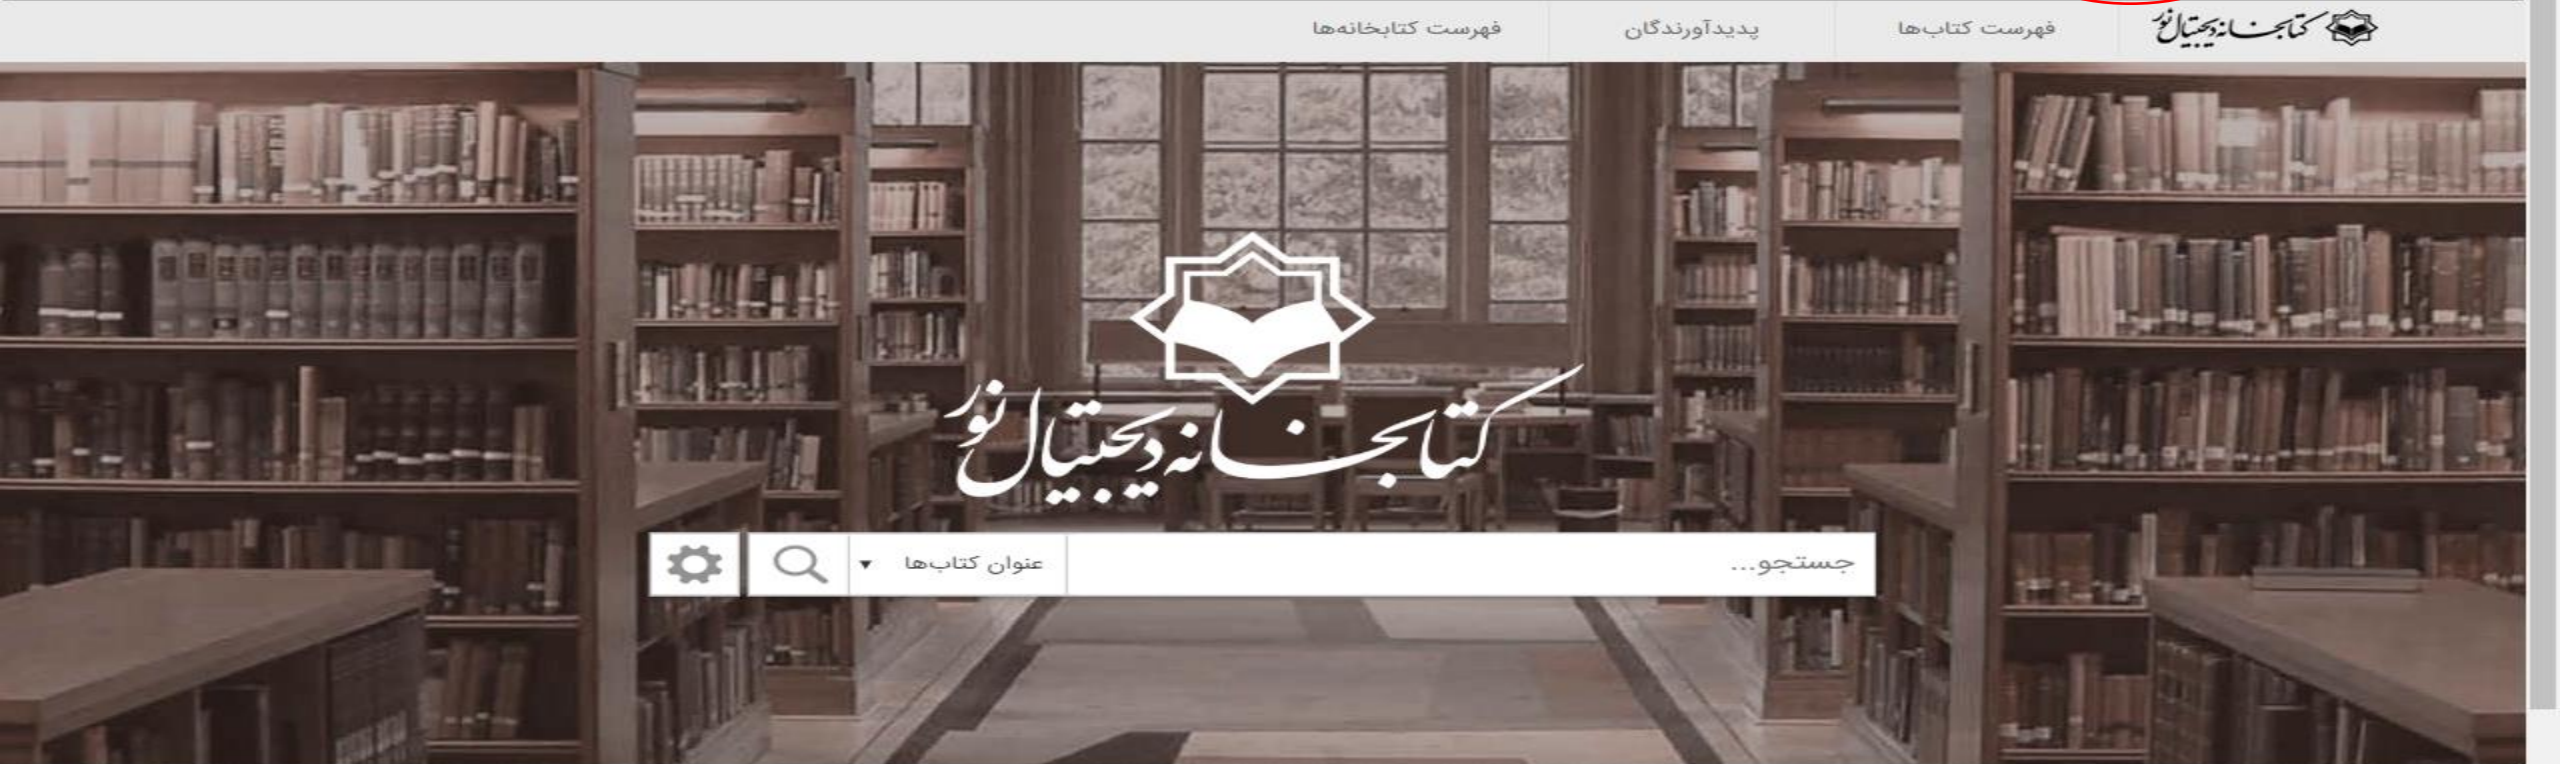 کتابخانه دیجیتال نور فهرست کتاب‌ها پدیدآورندگان فهرست کتابخانه‌ها
کتابخانه دیجیتال نور
جستجو... عنوان کتاب‌ها